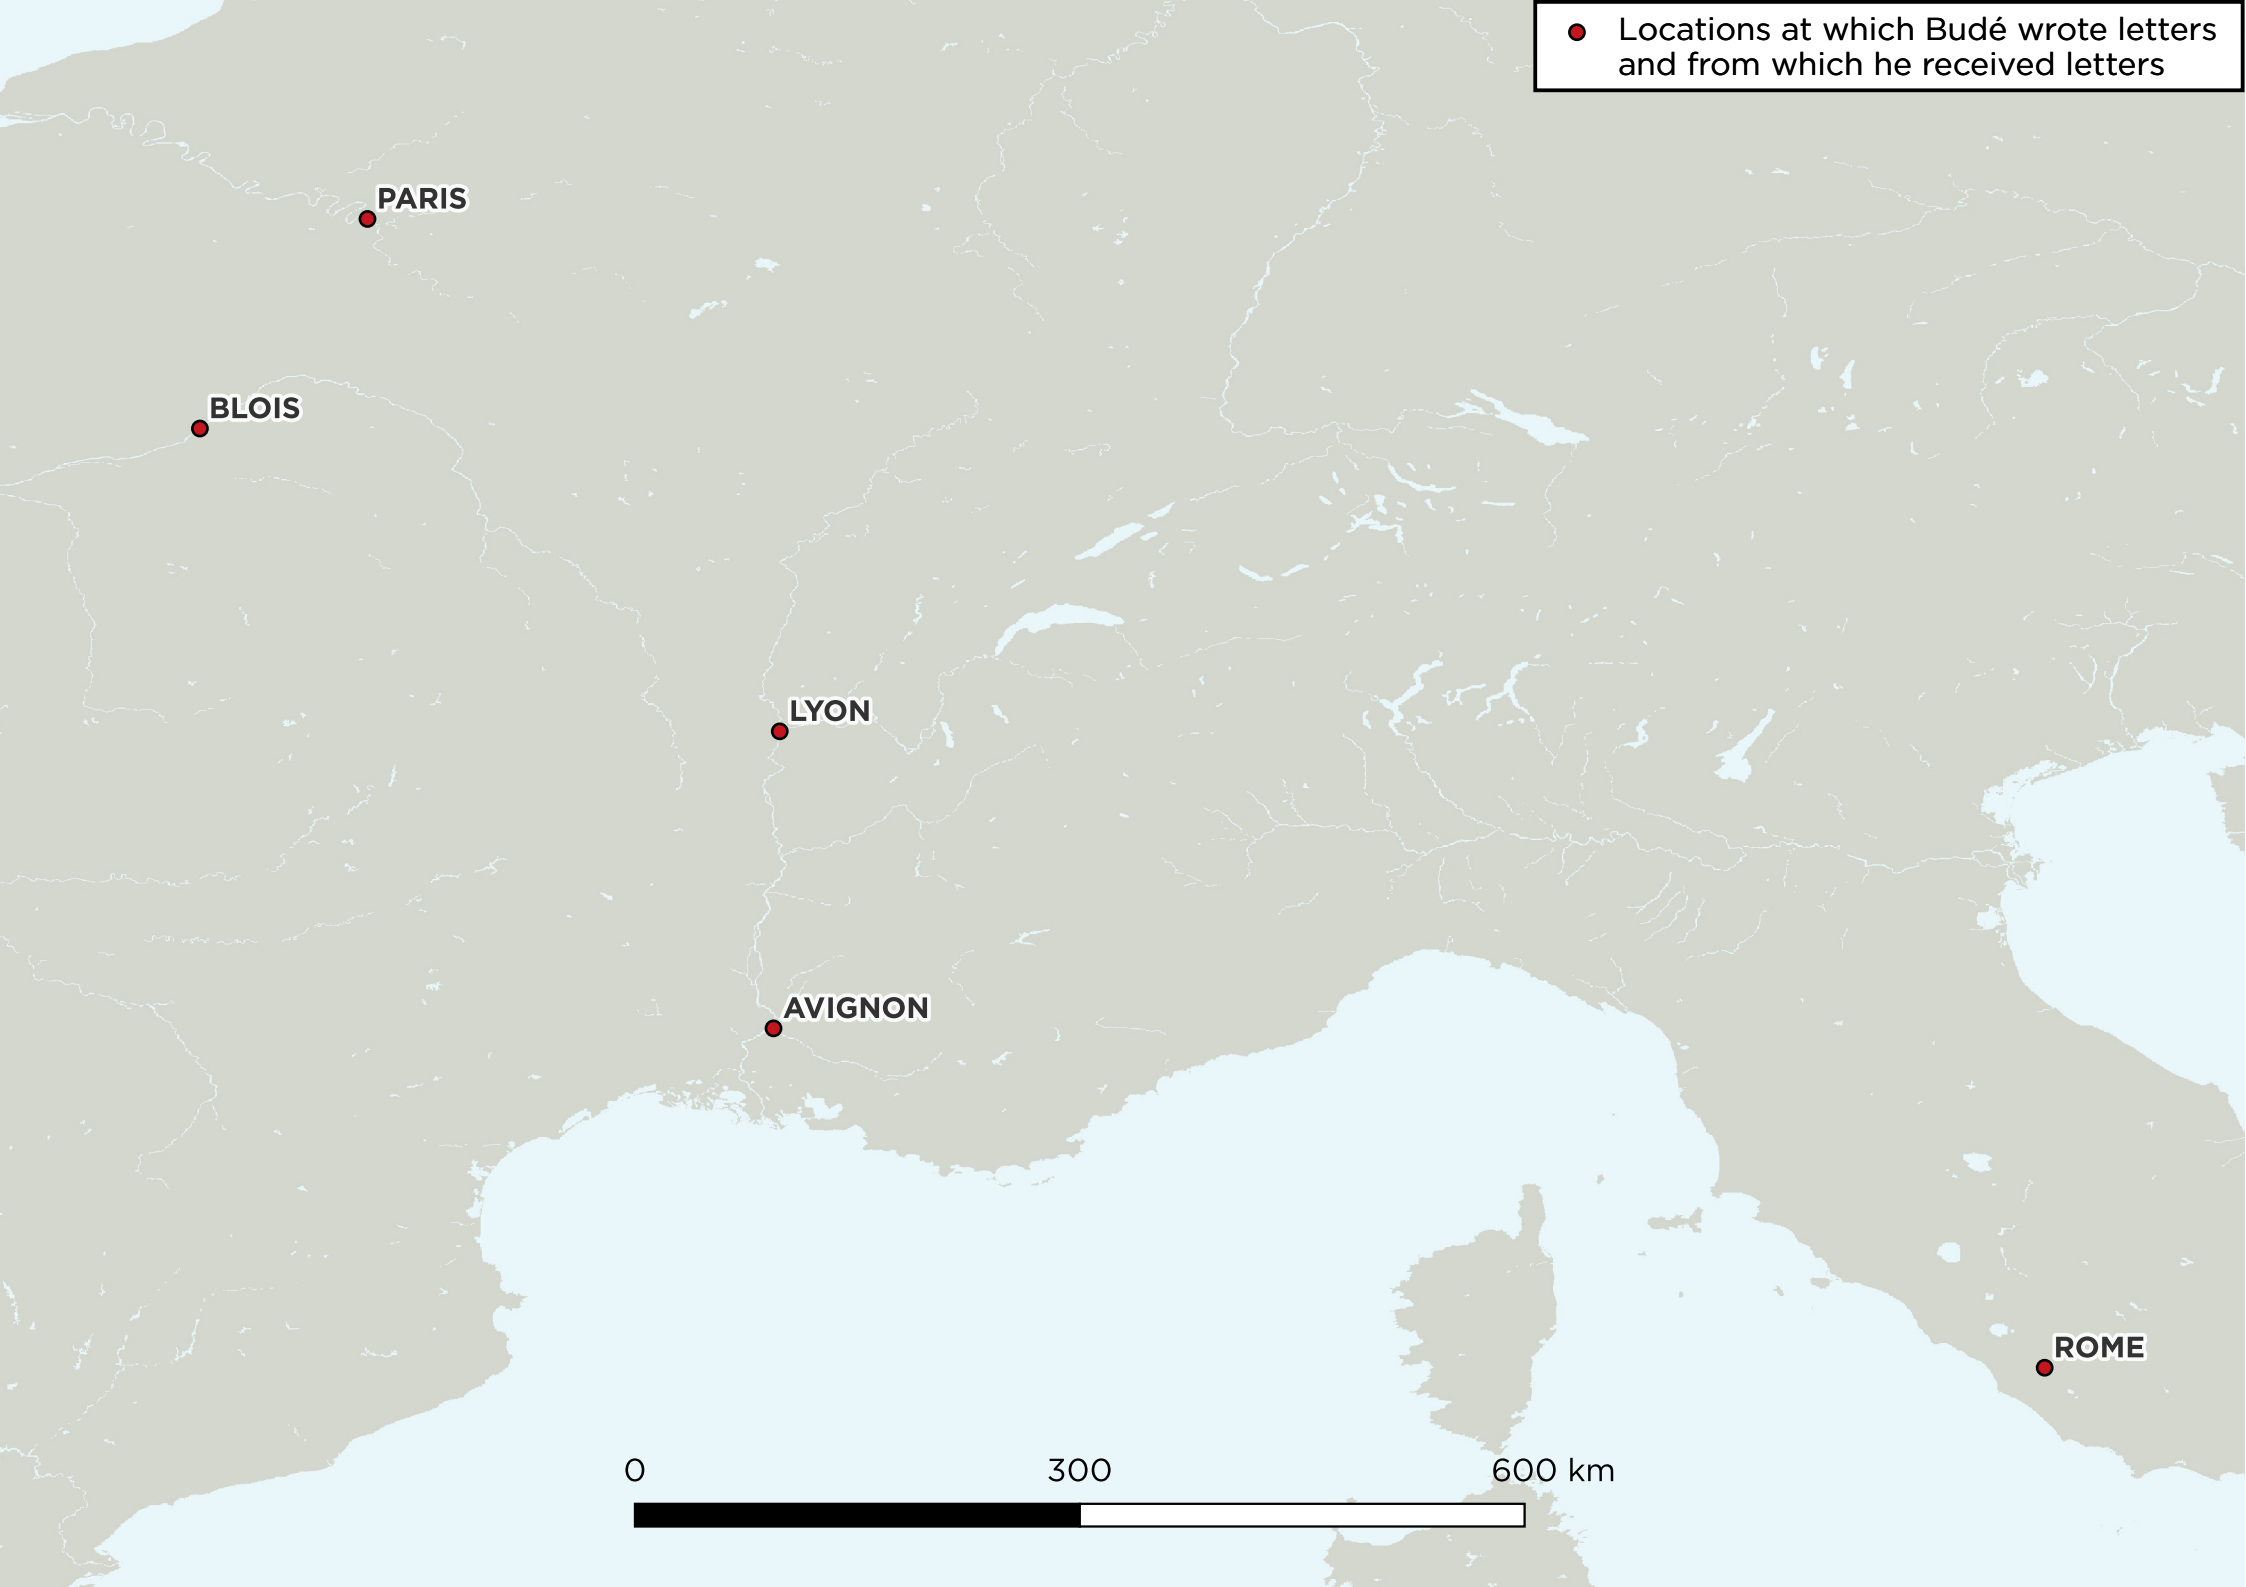 Locations at which Budé wrote letters
and from which he received letters
PARIS
BLOIS
LYON
AVIGNON
ROME
0 300 600 km